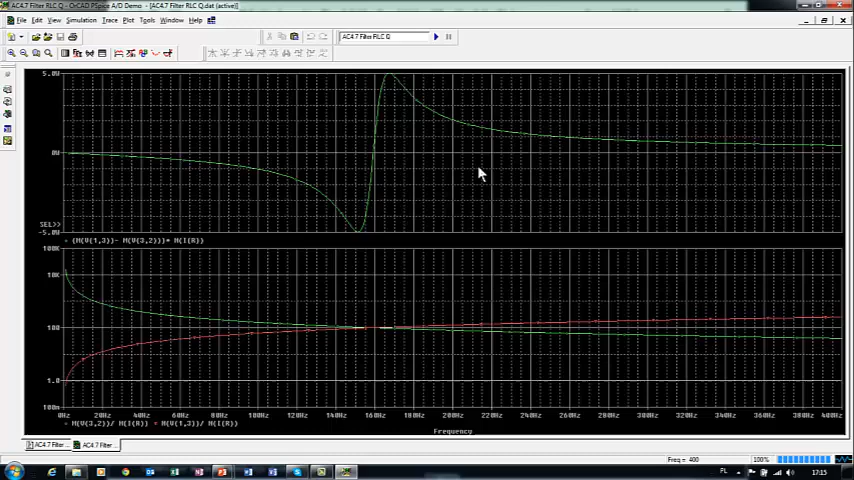 AC4.7 Filter RLC Q - OrCAD PSpice A/D Demo - [AC4.7 Filter RLC Q.dat (active)]
File Edit View Simulation Trace Plot Tools Window Help
AC4.7 Filter RLC Q
5.0W
0W
SEL>>
-5.0W
(M(V(1,3))- M(V(3,2)))* M(I(R))
100K
10K
100
1.0
100m
0Hz 20Hz 40Hz 60Hz 80Hz 100Hz 120Hz 140Hz 160Hz 180Hz 200Hz 220Hz 240Hz 260Hz 280Hz 300Hz 320Hz 340Hz 360Hz 380Hz 400Hz
M(V(3,2))/ M(I(R)) M(V(1,3))/ M(I(R))
Frequency
AC4.7 Filter ... AC4.7 Filter ...
Freq = 400 100%
PL 17:15